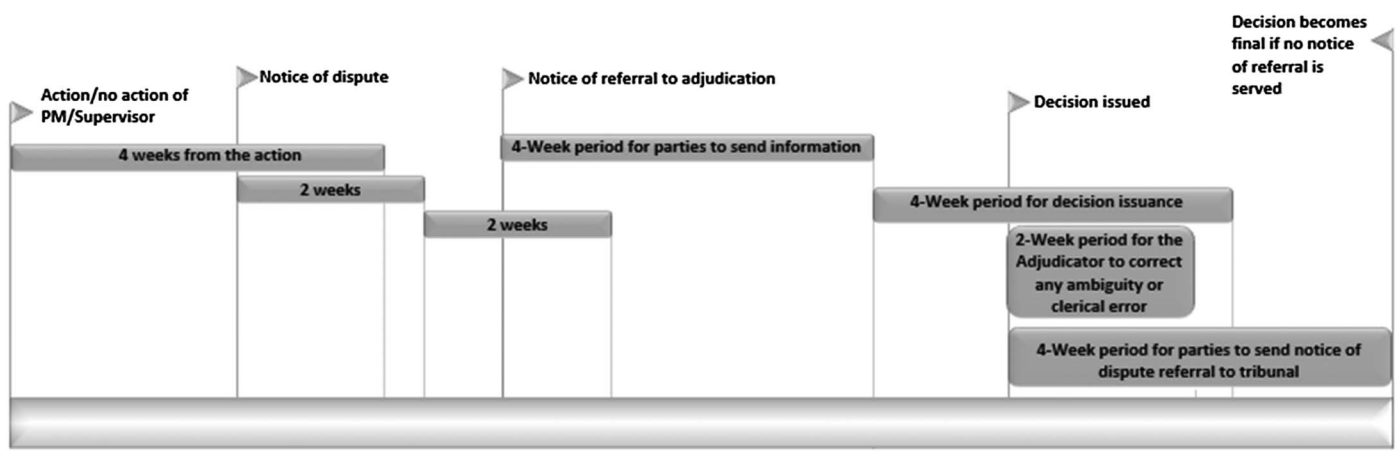 Decision becomes
final if no notice
of referral is
served
Notice of dispute
Notice of referral to adjudication
Action/no action of
PM/Supervisor
Decision issued
4 weeks from the action
4-Week period for parties to send information
2 weeks
4-Week period for decision issuance
2 weeks
2-Week period for the
Adjudicator to correct
any ambiguity or
clerical error
4-Week period for parties to send notice of
dispute referral to tribunal